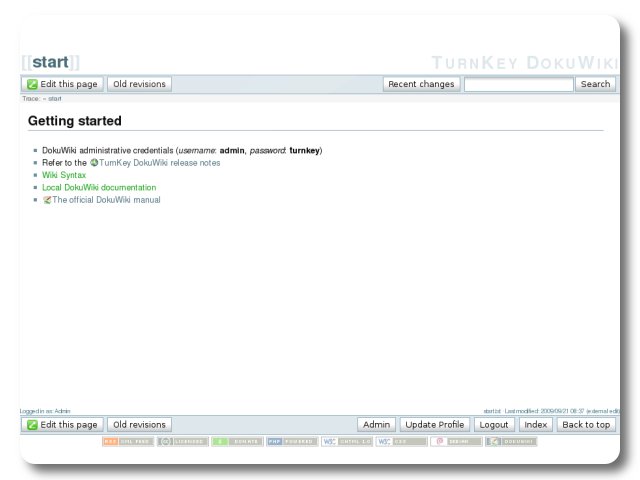 [[start]]
TURNKEY DOKUWIKI
Edit this page Old revisions Recent changes Search
Trace: » start
Getting started
DokuWiki administrative credentials (username: admin, password: turnkey)
Refer to the TurnKey DokuWiki release notes
Wiki Syntax
Local DokuWiki documentation
The official DokuWiki manual
Logged in as: Admin
start.txt · Last modified: 2009/09/21 08:37 (external edit)
Edit this page Old revisions Admin Update Profile Logout Index Back to top
RSS XML FEED LICENSED $ DONATE PHP POWERED W3C XHTML 1.0 W3C CSS DEBIAN DOKUWIKI